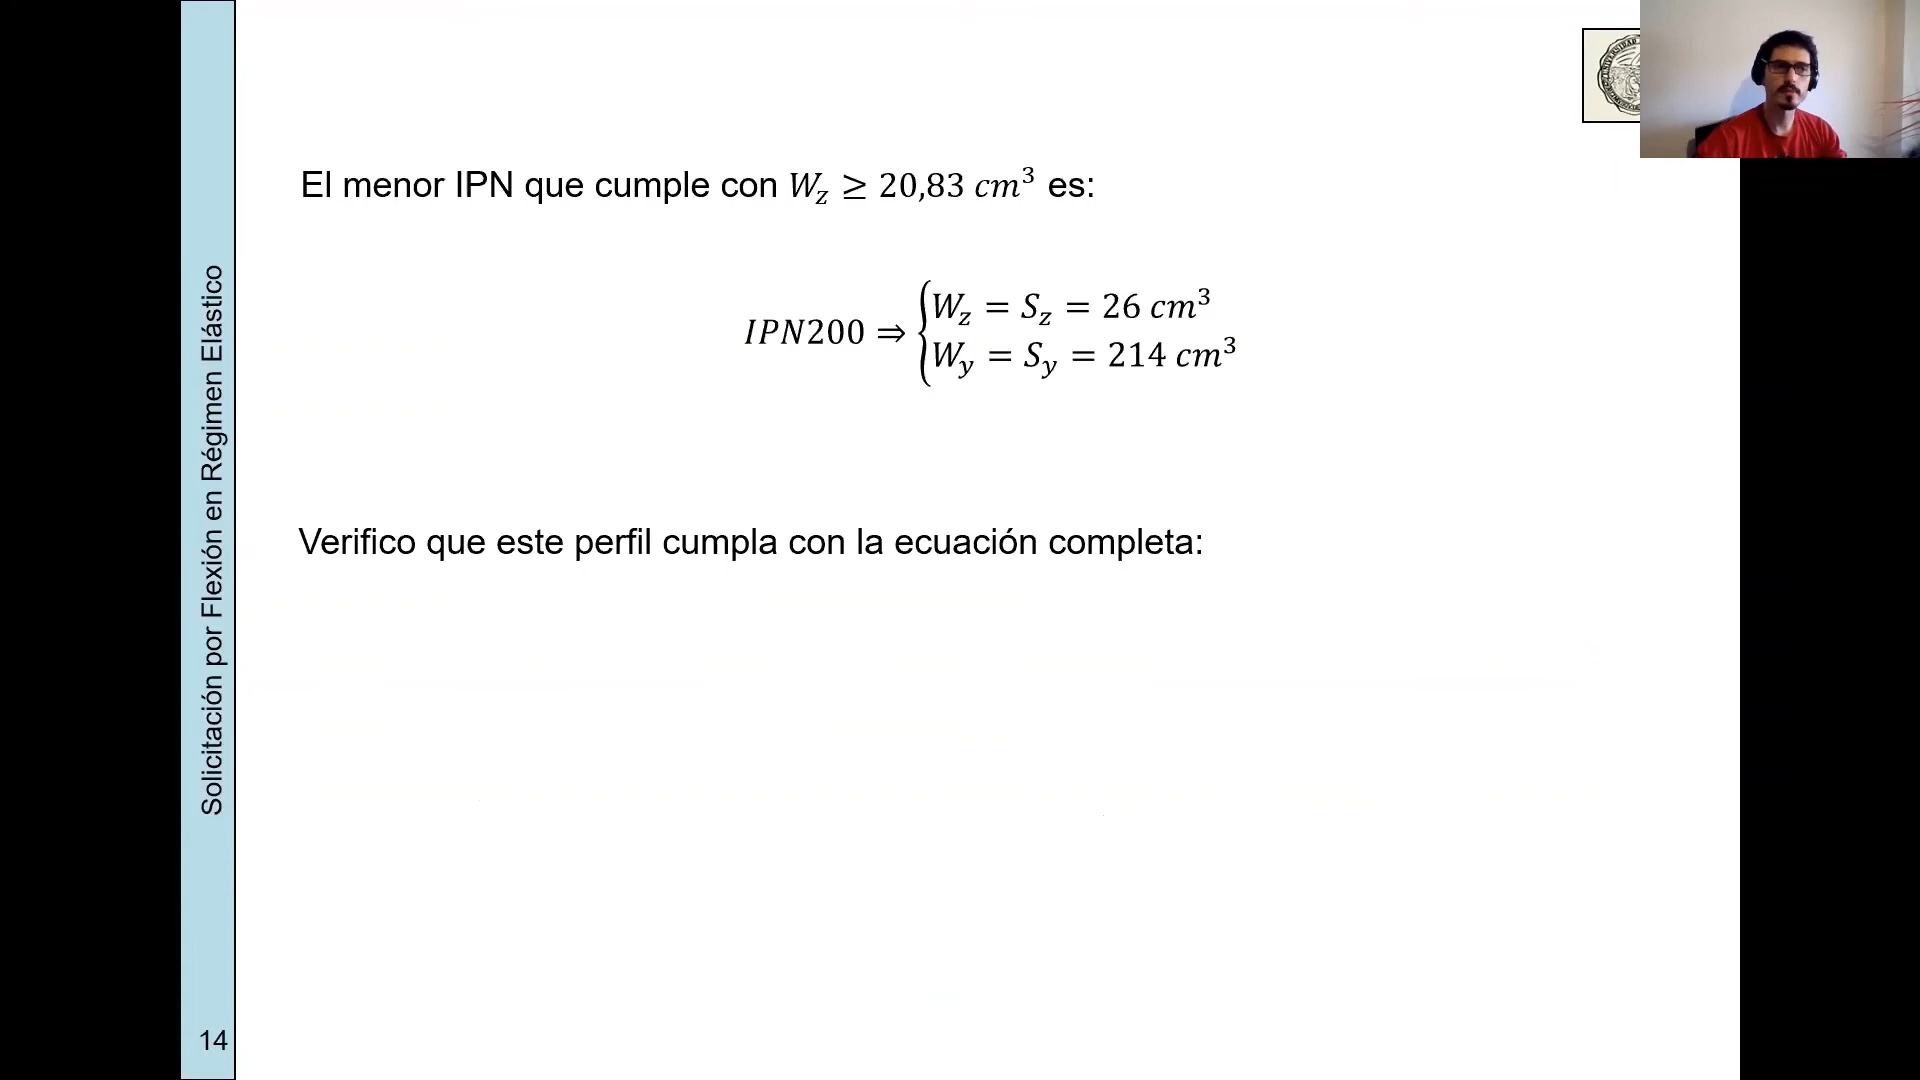 El menor IPN que cumple con W_z ≥ 20,83 cm³ es:
IPN200 ⇒ { W_z = S_z = 26 cm³
W_y = S_y = 214 cm³
Verifico que este perfil cumpla con la ecuación completa:
Solicitación por Flexión en Régimen Elástico
14